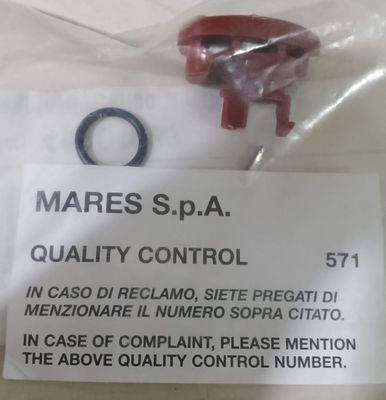 MARES S.p.A.
QUALITY CONTROL 571
IN CASO DI RECLAMO, SIETE PREGATI DI
MENZIONARE IL NUMERO SOPRA CITATO.
IN CASE OF COMPLAINT, PLEASE MENTION
THE ABOVE QUALITY CONTROL NUMBER.